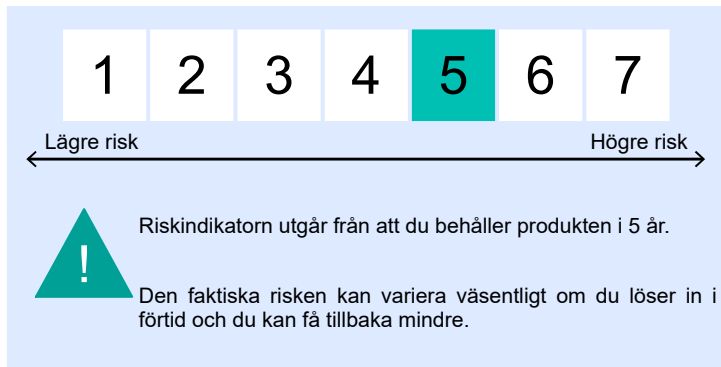 1 2 3 4 5 6 7
Lägre risk Högre risk
Riskindikatorn utgår från att du behåller produkten i 5 år.
!
Den faktiska risken kan variera väsentligt om du löser in i
förtid och du kan få tillbaka mindre.